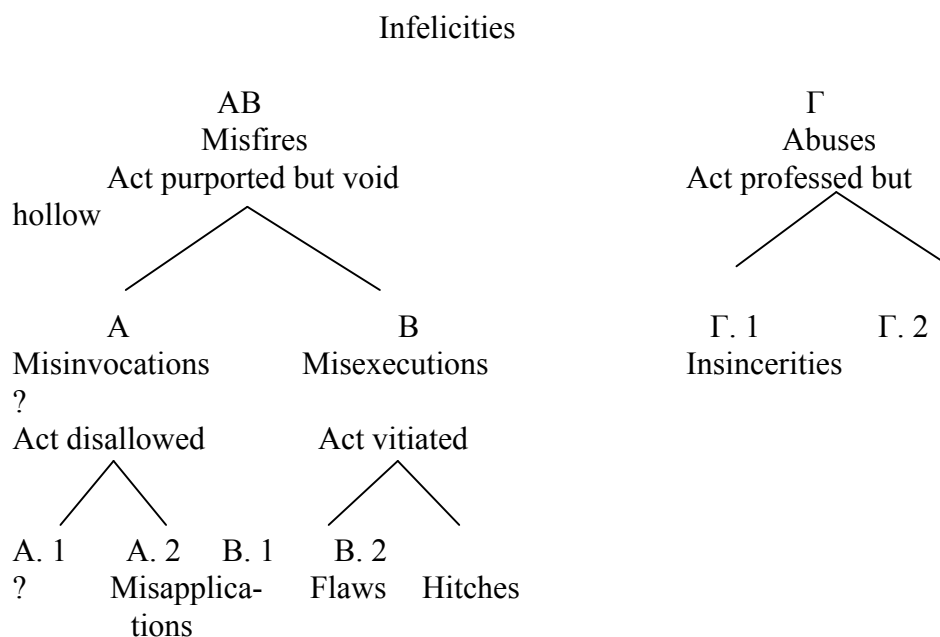 Infelicities
AB Γ
Misfires Abuses
Act purported but void Act professed but
hollow
A B Γ. 1 Γ. 2
Misinvocations Misexecutions Insincerities
?
Act disallowed Act vitiated
A. 1 A. 2 B. 1 B. 2
? Misapplica- Flaws Hitches
tions